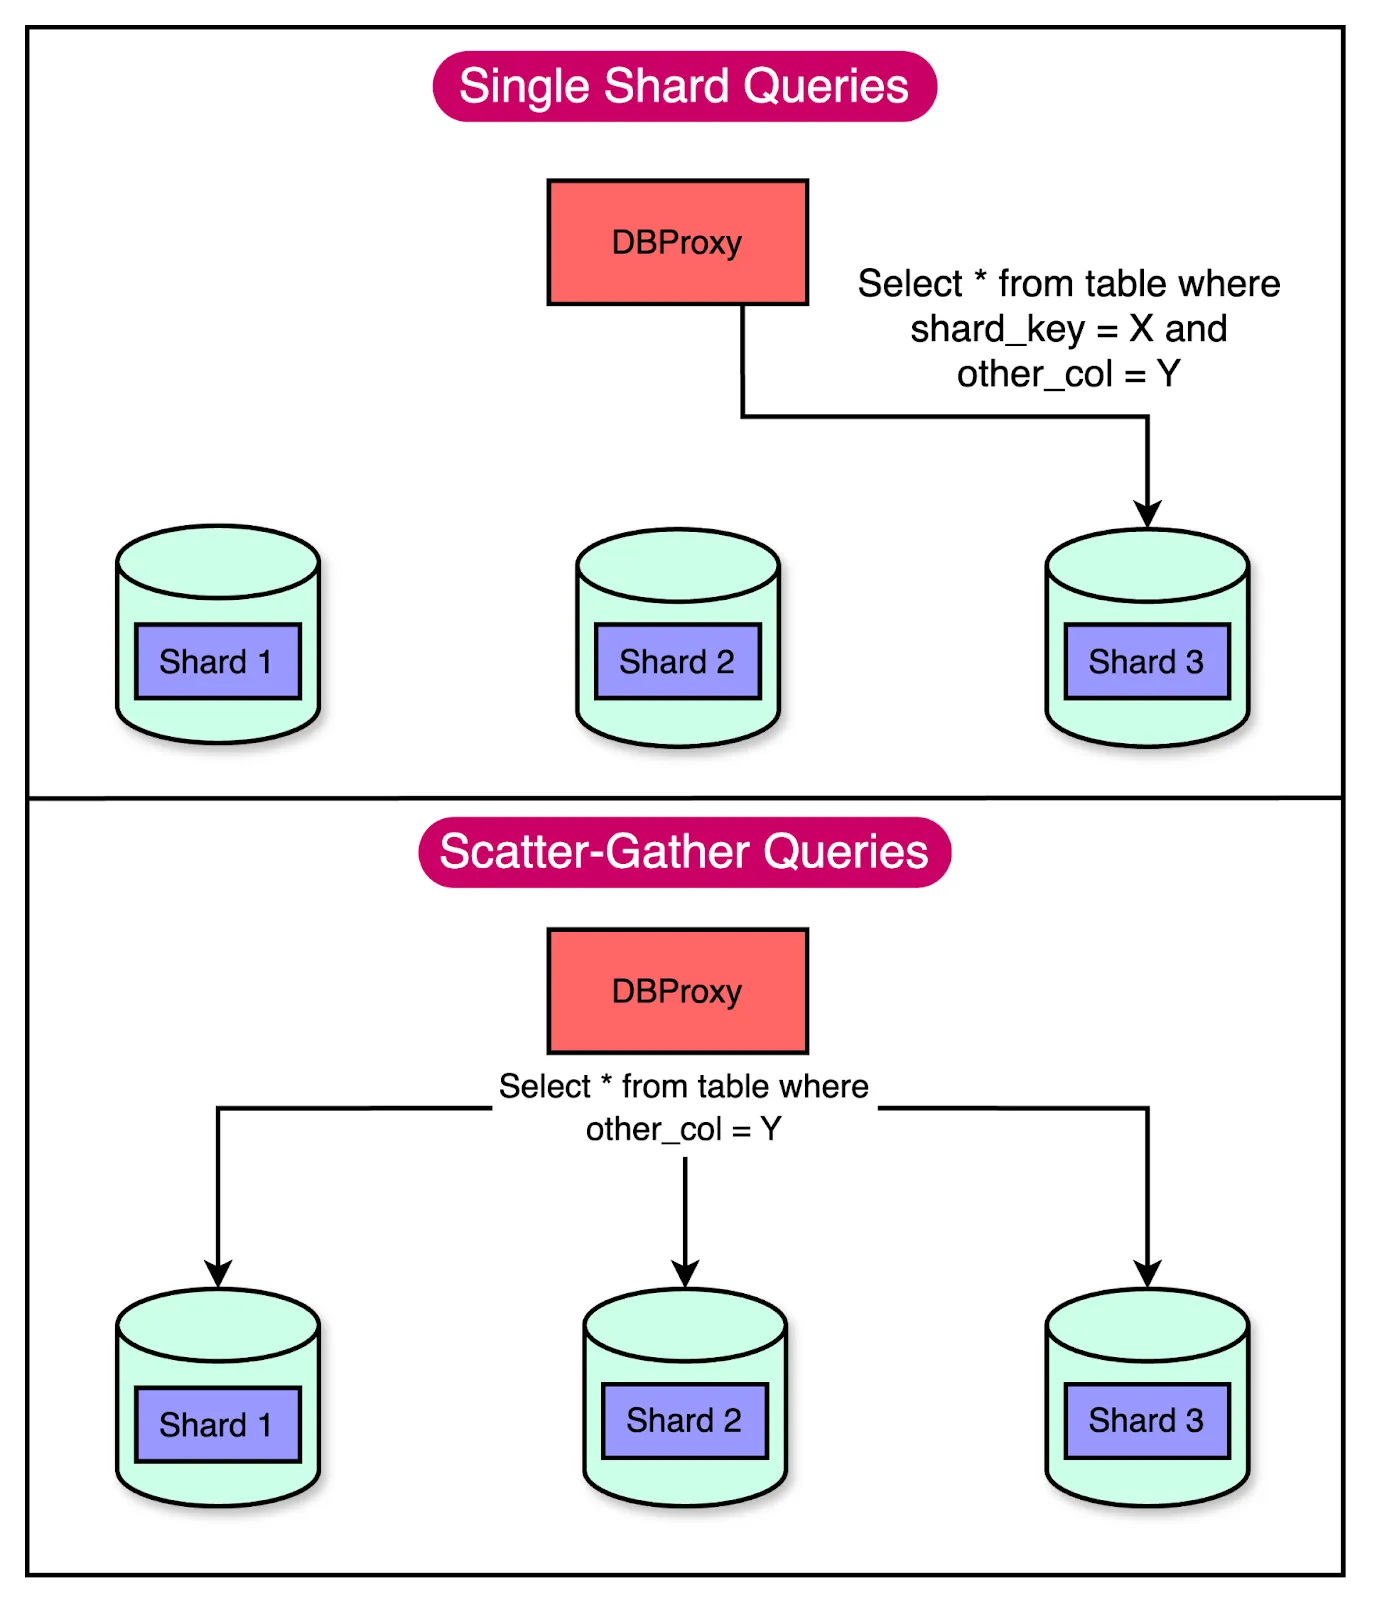 Single Shard Queries
DBProxy
Select * from table where
shard_key = X and
other_col = Y
Shard 1
Shard 2
Shard 3
Scatter-Gather Queries
DBProxy
Select * from table where
other_col = Y
Shard 1
Shard 2
Shard 3